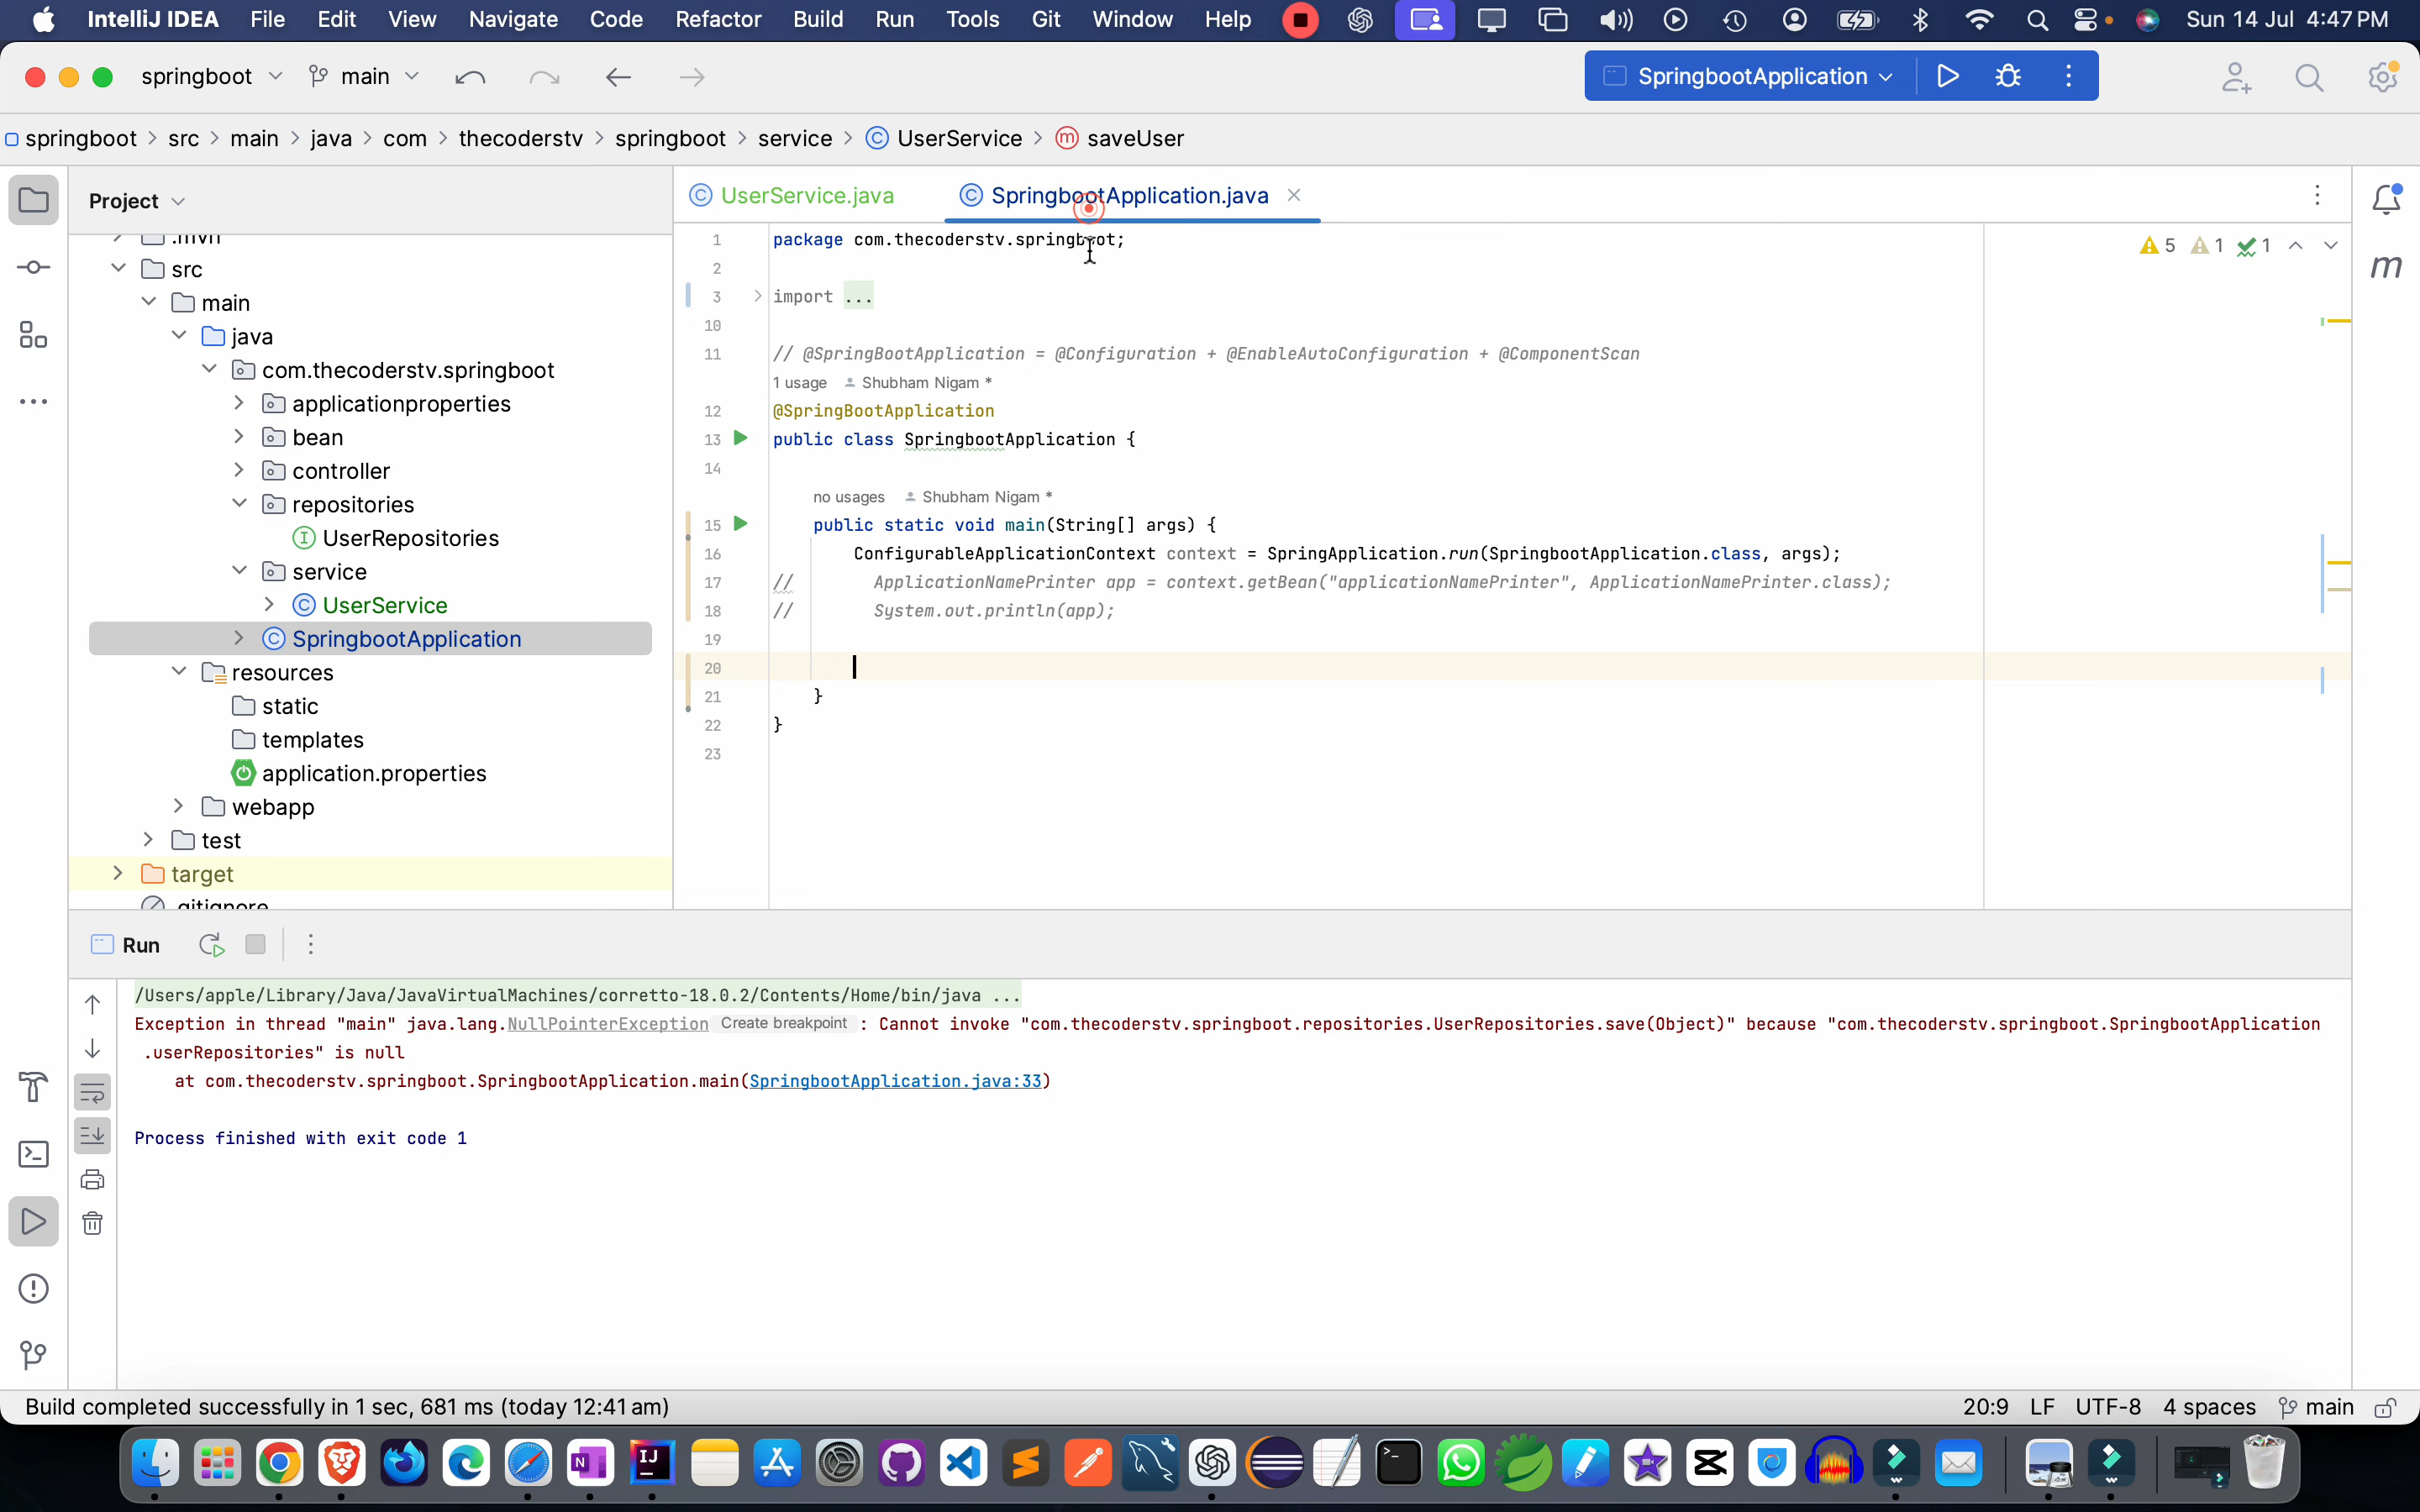 IntelliJ IDEA File Edit View Navigate Code Refactor Build Run Tools Git Window Help Sun 14 Jul 4:47 PM
springboot main SpringbootApplication
springboot > src > main > java > com > thecoderstv > springboot > service > UserService > saveUser
Project
UserService.java SpringbootApplication.java
.mvn
src
main
java
com.thecoderstv.springboot
applicationproperties
bean
controller
repositories
UserRepositories
service
UserService
SpringbootApplication
resources
static
templates
application.properties
webapp
test
target
.gitignore
5 1 1
1 package com.thecoderstv.springboot;
2
3 import ...
10
11 // @SpringBootApplication = @Configuration + @EnableAutoConfiguration + @ComponentScan
1 usage Shubham Nigam *
12 @SpringBootApplication
13 public class SpringbootApplication {
14
no usages Shubham Nigam *
15 public static void main(String[] args) {
16 ConfigurableApplicationContext context = SpringApplication.run(SpringbootApplication.class, args);
17 // ApplicationNamePrinter app = context.getBean("applicationNamePrinter", ApplicationNamePrinter.class);
18 // System.out.println(app);
19
20
21 }
22 }
23
Run
/Users/apple/Library/Java/JavaVirtualMachines/corretto-18.0.2/Contents/Home/bin/java ...
Exception in thread "main" java.lang.NullPointerException Create breakpoint : Cannot invoke "com.thecoderstv.springboot.repositories.UserRepositories.save(Object)" because "com.thecoderstv.springboot.SpringbootApplication
.userRepositories" is null
at com.thecoderstv.springboot.SpringbootApplication.main(SpringbootApplication.java:33)
Process finished with exit code 1
Build completed successfully in 1 sec, 681 ms (today 12:41 am) 20:9 LF UTF-8 4 spaces main